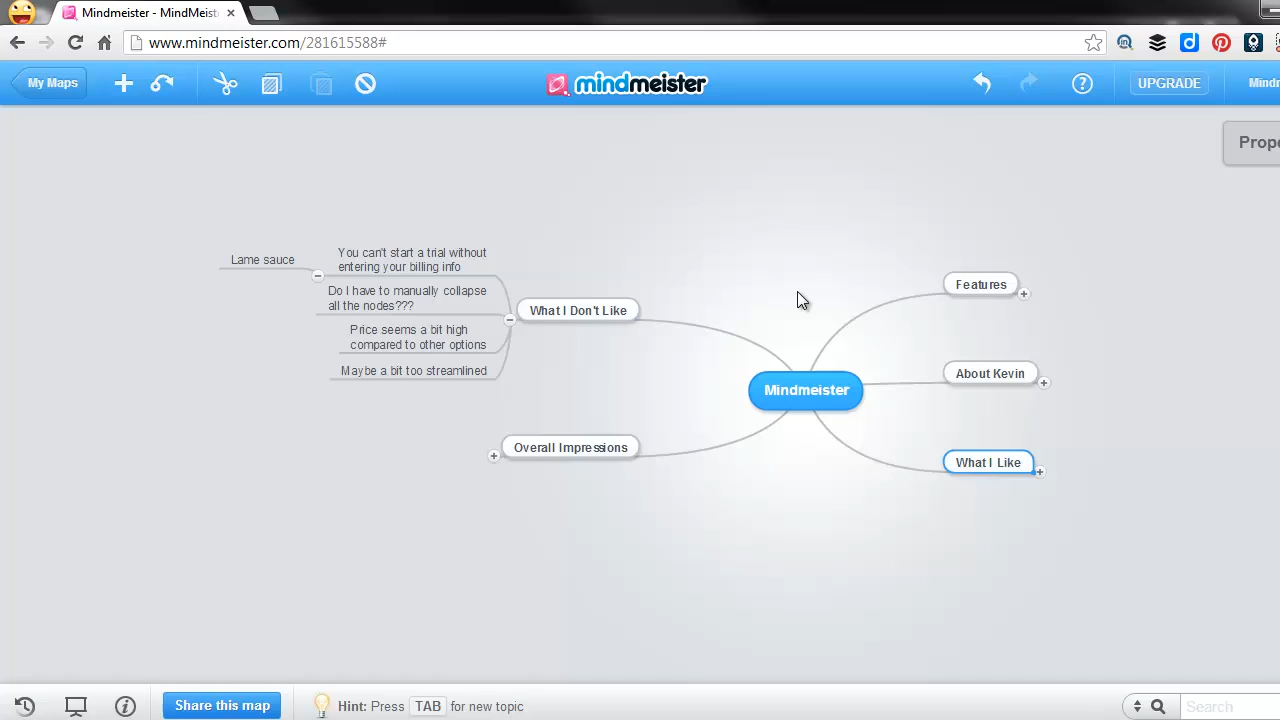 Mindmeister - MindMeist
www.mindmeister.com/281615588#
My Maps
mindmeister
UPGRADE
Mindr
Prope
Lame sauce
You can't start a trial without
entering your billing info
Do I have to manually collapse
all the nodes???
Price seems a bit high
compared to other options
Maybe a bit too streamlined
What I Don't Like
Overall Impressions
Mindmeister
Features
About Kevin
What I Like
Share this map
Hint: Press TAB for new topic
Search